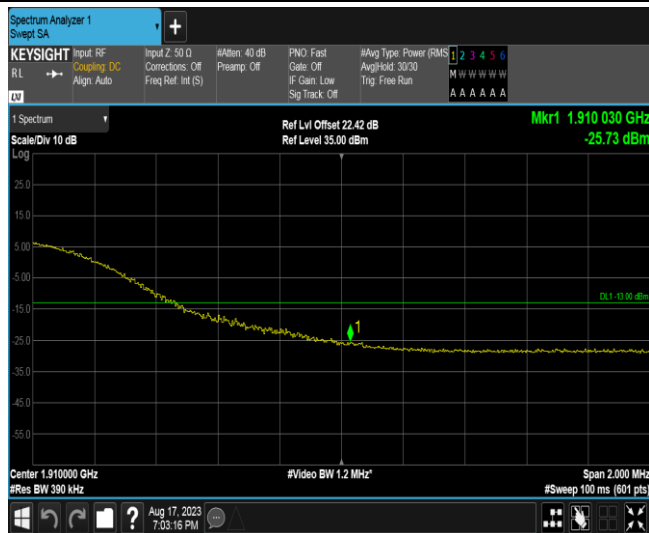 Spectrum Analyzer 1
Swept SA
+
KEYSIGHT
RL
Input: RF
Coupling: DC
Align: Auto
Input Z: 50 Ω
Corrections: Off
Freq Ref: Int (S)
#Atten: 40 dB
Preamp: Off
PNO: Fast
Gate: Off
IF Gain: Low
Sig Track: Off
#Avg Type: Power (RMS
Avg|Hold: 30/30
Trig: Free Run
1 2 3 4 5 6
M W W W W W
A A A A A A
1 Spectrum
Scale/Div 10 dB
Ref Lvl Offset 22.42 dB
Ref Level 35.00 dBm
Mkr1 1.910 030 GHz
-25.73 dBm
Log
25.0
15.0
5.00
-5.00
DL1 -13.00 dBm
-15.0
-25.0
1
-35.0
-45.0
-55.0
Center 1.910000 GHz
#Res BW 390 kHz
#Video BW 1.2 MHz*
Span 2.000 MHz
#Sweep 100 ms (601 pts)
?
Aug 17, 2023
7:03:16 PM